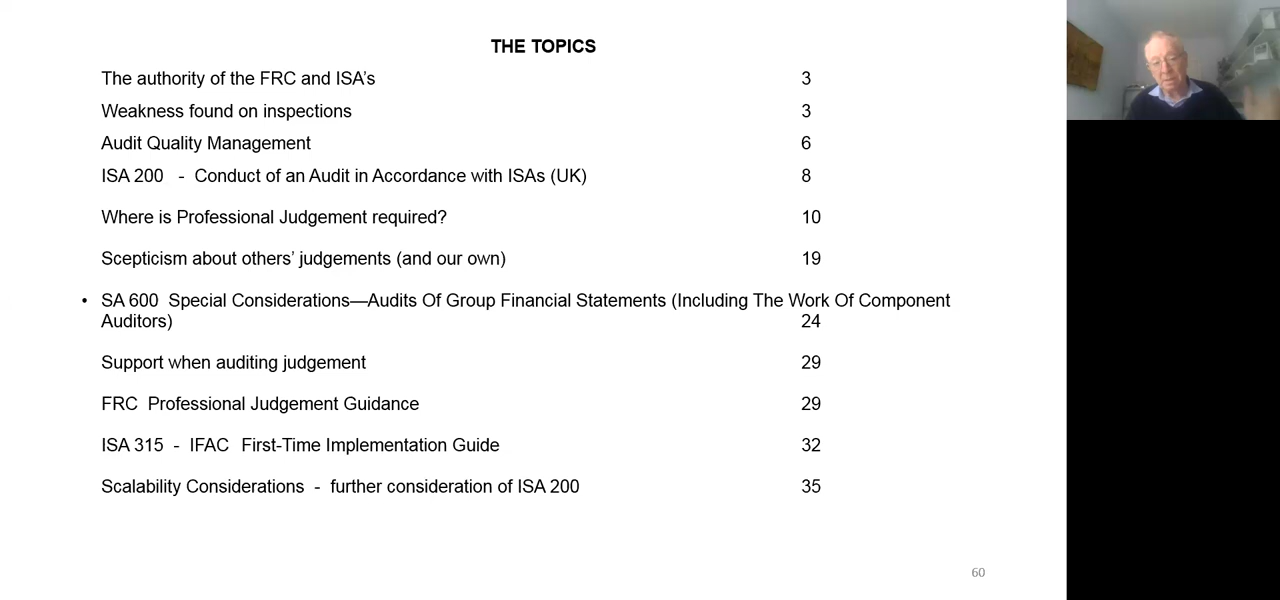 THE TOPICS
The authority of the FRC and ISA’s 3
Weakness found on inspections 3
Audit Quality Management 6
ISA 200 - Conduct of an Audit in Accordance with ISAs (UK) 8
Where is Professional Judgement required? 10
Scepticism about others’ judgements (and our own) 19
• SA 600 Special Considerations—Audits Of Group Financial Statements (Including The Work Of Component
Auditors) 24
Support when auditing judgement 29
FRC Professional Judgement Guidance 29
ISA 315 - IFAC First-Time Implementation Guide 32
Scalability Considerations - further consideration of ISA 200 35
60